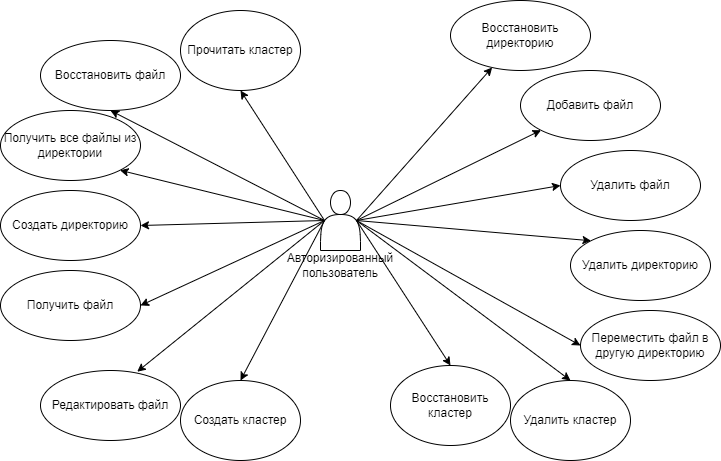 Восстановить
директорию
Прочитать кластер
Восстановить файл
Добавить файл
Получить все файлы из
директории
Удалить файл
Создать директорию
Авторизированный
пользователь
Удалить директорию
Получить файл
Переместить файл в
другую директорию
Редактировать файл
Создать кластер
Восстановить
кластер
Удалить кластер